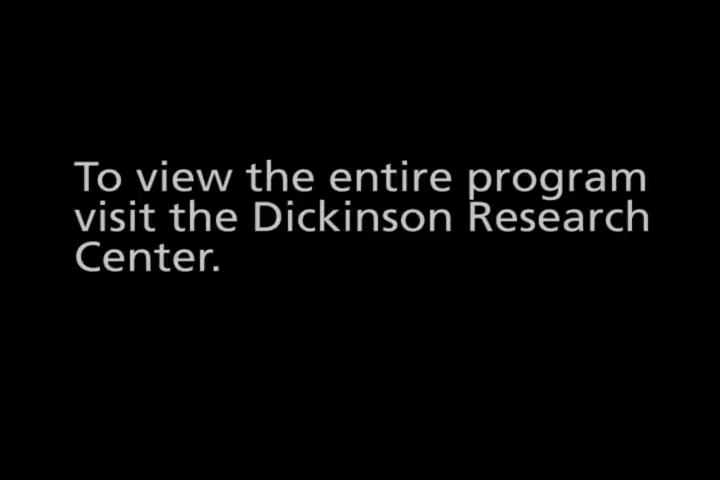 To view the entire program
visit the Dickinson Research
Center.